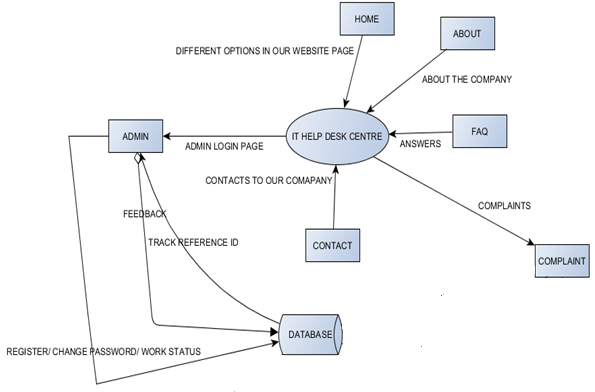 HOME
ABOUT
DIFFERENT OPTIONS IN OUR WEBSITE PAGE
ABOUT THE COMPANY
ADMIN
IT HELP DESK CENTRE
FAQ
ADMIN LOGIN PAGE
ANSWERS
CONTACTS TO OUR COMAPANY
COMPLAINTS
FEEDBACK
TRACK REFERENCE ID
CONTACT
COMPLAINT
DATABASE
REGISTER/ CHANGE PASSWORD/ WORK STATUS